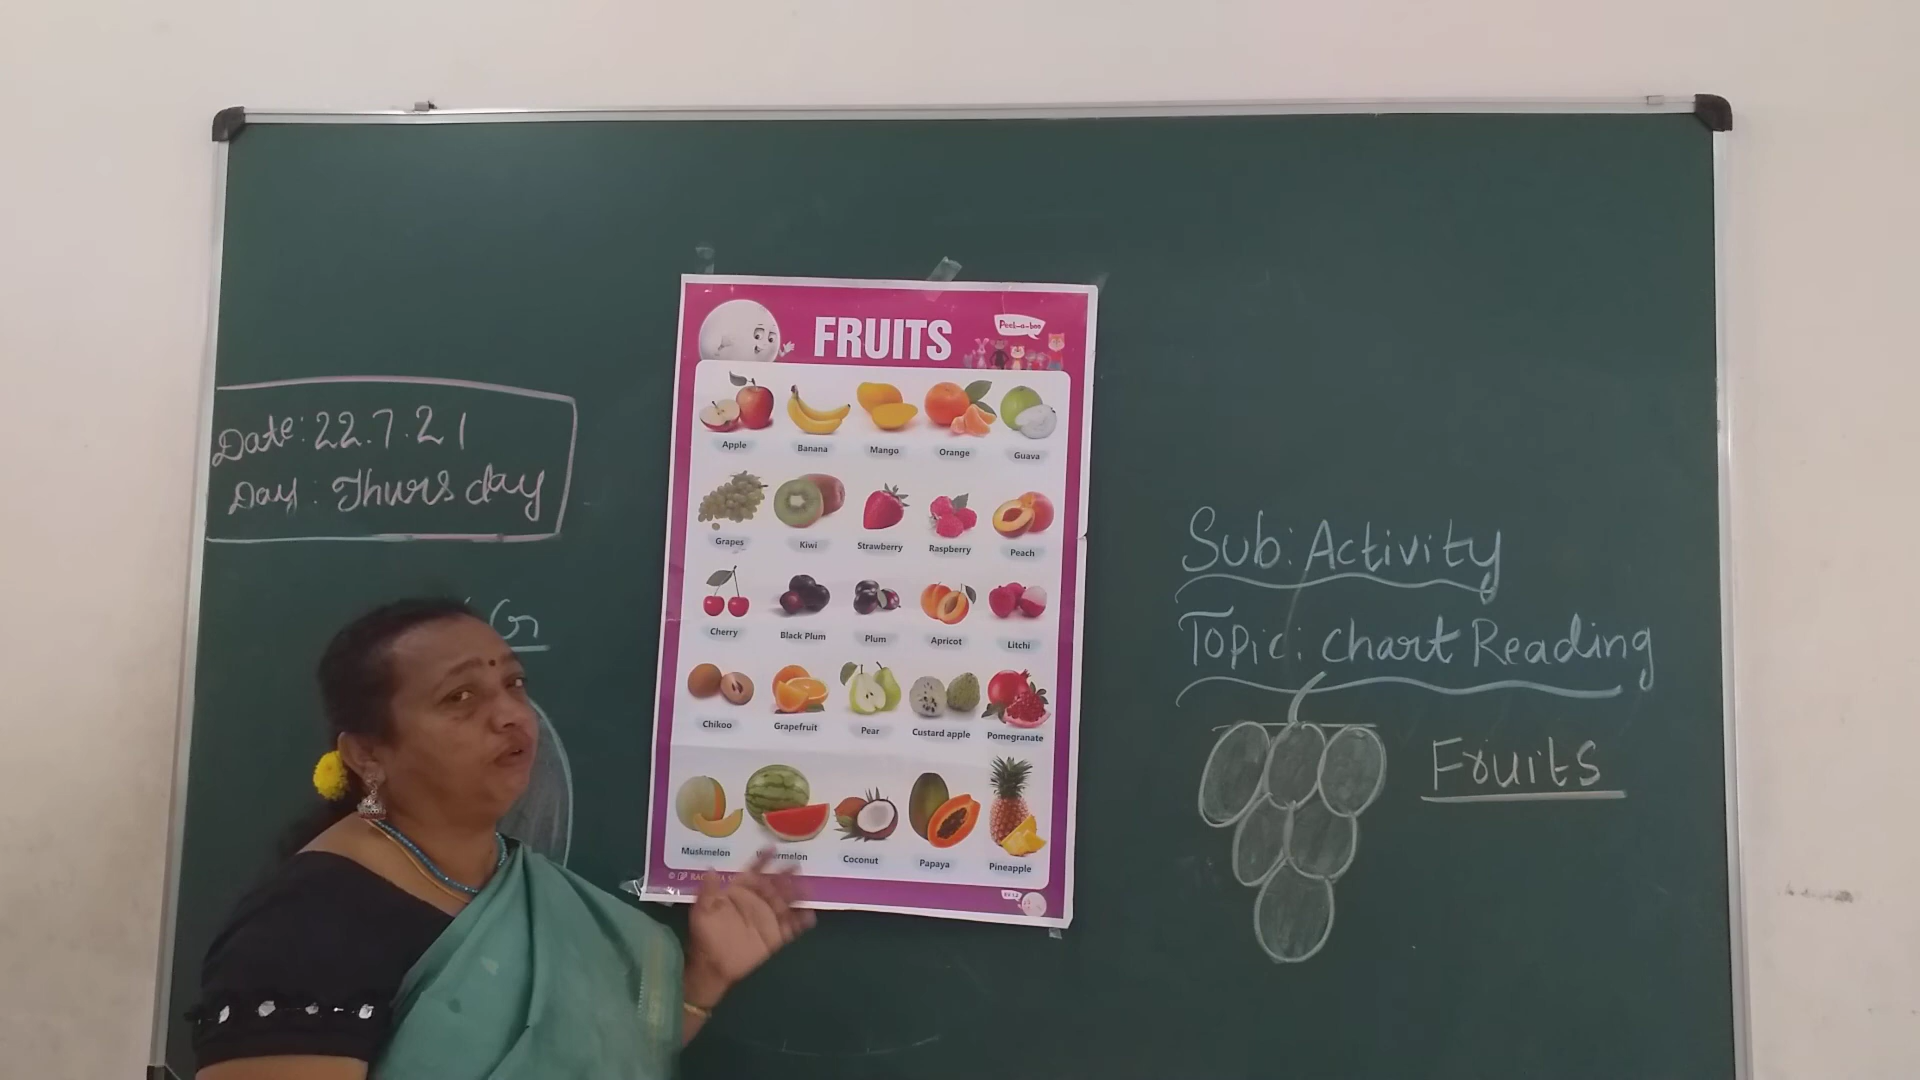 FRUITS
Peek-a-boo
Apple Banana Mango Orange Guava
Grapes Kiwi Strawberry Raspberry Peach
Cherry Black Plum Plum Apricot Litchi
Chikoo Grapefruit Pear Custard apple Pomegranate
Muskmelon Coconut Papaya Pineapple
Date: 22.7.21
Day: Thursday
Sub: Activity
Topic: Chart Reading
Fruits